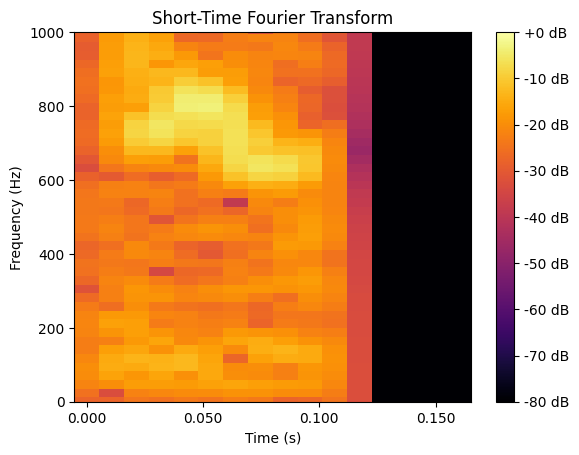 Short-Time Fourier Transform
1000
800
600
400
200
0
Frequency (Hz)
0.000
0.050
0.100
0.150
Time (s)
+0 dB
-10 dB
-20 dB
-30 dB
-40 dB
-50 dB
-60 dB
-70 dB
-80 dB